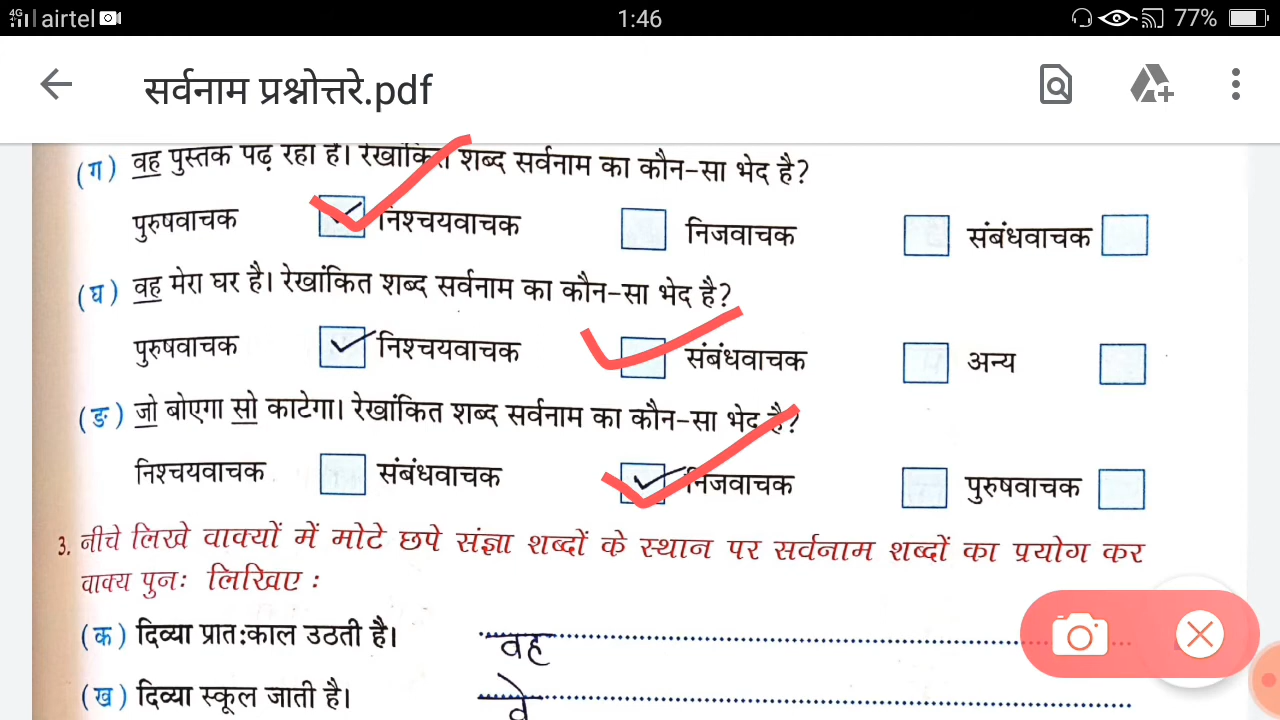 4G airtel 1:46 77%
सर्वनाम प्रश्नोत्तरे.pdf
(ग) वह पुस्तक पढ़ रहा है। रेखांकित शब्द सर्वनाम का कौन-सा भेद है?
पुरुषवाचक निश्चयवाचक निजवाचक संबंधवाचक
(घ) वह मेरा घर है। रेखांकित शब्द सर्वनाम का कौन-सा भेद है?
पुरुषवाचक निश्चयवाचक संबंधवाचक अन्य
(ङ) जो बोएगा सो काटेगा। रेखांकित शब्द सर्वनाम का कौन-सा भेद है?
निश्चयवाचक संबंधवाचक निजवाचक पुरुषवाचक
3. नीचे लिखे वाक्यों में मोटे छपे संज्ञा शब्दों के स्थान पर सर्वनाम शब्दों का प्रयोग कर
वाक्य पुनः लिखिए :
(क) दिव्या प्रातःकाल उठती है। वह
(ख) दिव्या स्कूल जाती है। वे